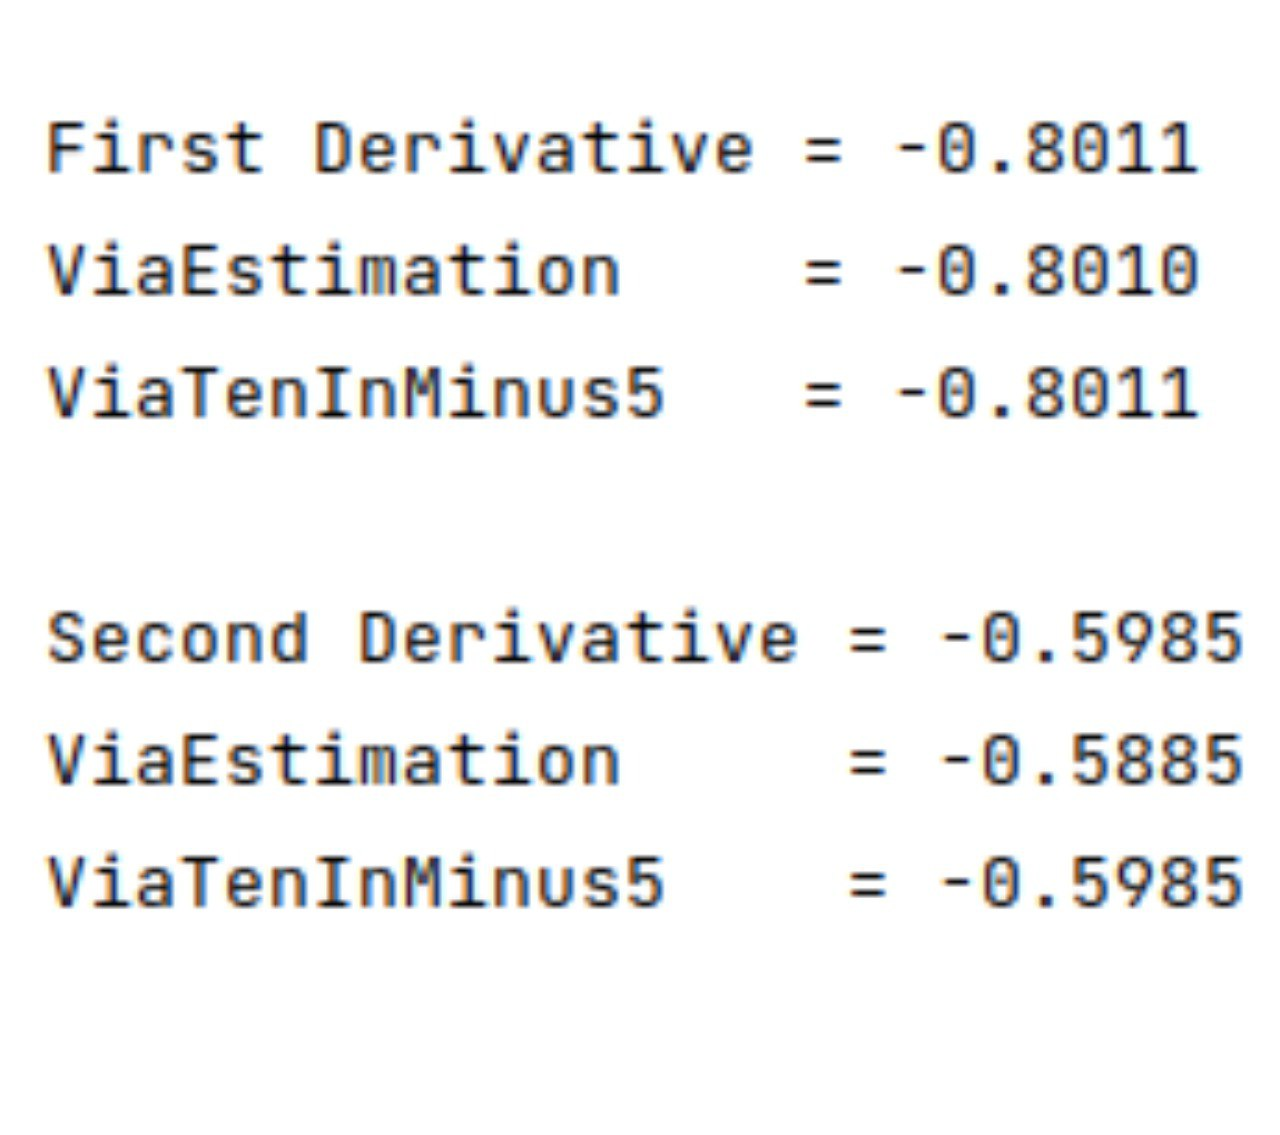 First Derivative = -0.8011
ViaEstimation    = -0.8010
ViaTenInMinus5   = -0.8011
Second Derivative = -0.5985
ViaEstimation     = -0.5885
ViaTenInMinus5    = -0.5985